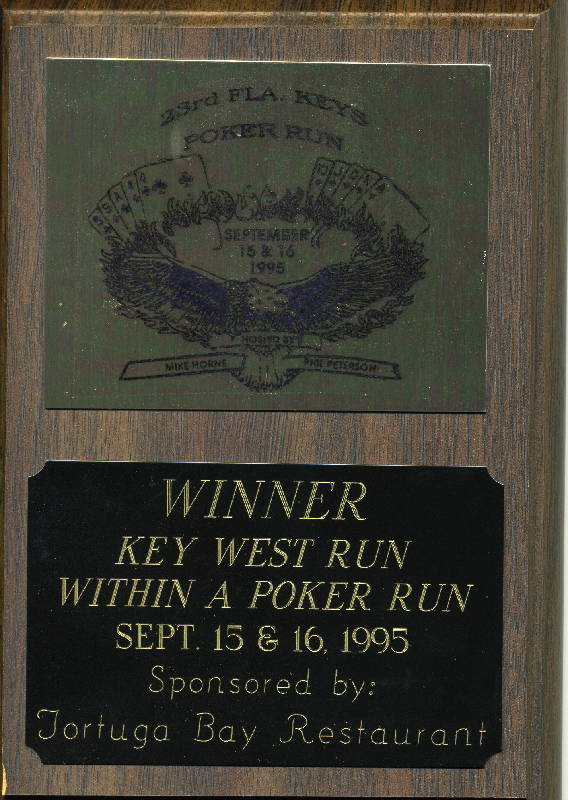 23rd FLA. KEYS
POKER RUN
SEPTEMBER
15 & 16
1995
HOSTED BY
MIKE HORNE PHIL PETERSON
WINNER
KEY WEST RUN
WITHIN A POKER RUN
SEPT. 15 & 16, 1995
Sponsored by:
Tortuga Bay Restaurant